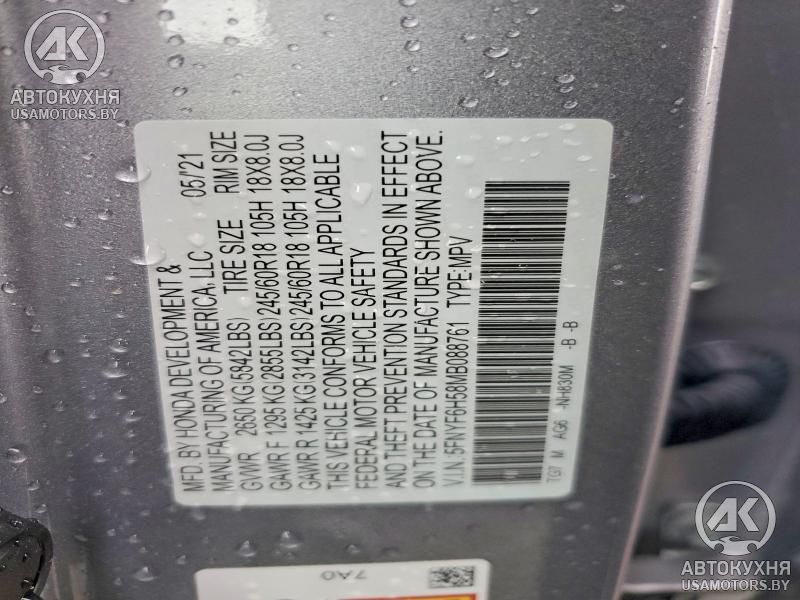 AK
АВТОКУХНЯ
USAMOTORS.BY
MFD. BY HONDA DEVELOPMENT & 05/'21
MANUFACTURING OF AMERICA, LLC
GVWR 2650 KG(5842LBS) TIRE SIZE RIM SIZE
GAWR F 1295 KG(2855LBS) 245/60R18 105H 18X8.0J
GAWR R 1425 KG(3142LBS) 245/60R18 105H 18X8.0J
THIS VEHICLE CONFORMS TO ALL APPLICABLE
FEDERAL MOTOR VEHICLE SAFETY
AND THEFT PREVENTION STANDARDS IN EFFECT
ON THE DATE OF MANUFACTURE SHOWN ABOVE.
V.I.N.:5FNYF6H58MB088761 TYPE:MPV
TG7 M AG6 -NH830M -B -B
7A0
AK
АВТОКУХНЯ
USAMOTORS.BY